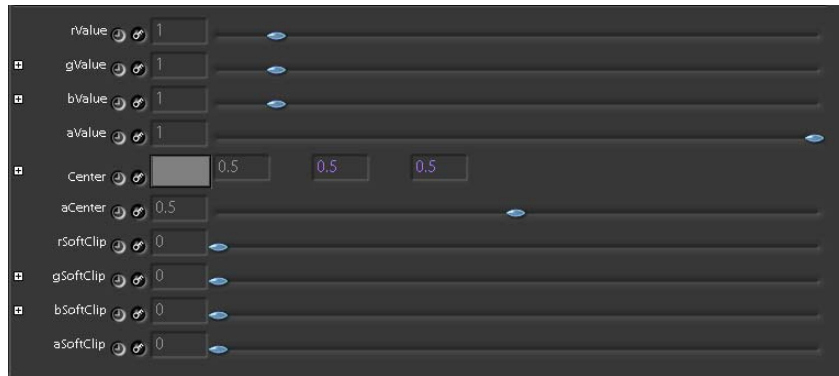 rValue 1
gValue 1
bValue 1
aValue 1
Center 0.5 0.5 0.5
aCenter 0.5
rSoftClip 0
gSoftClip 0
bSoftClip 0
aSoftClip 0